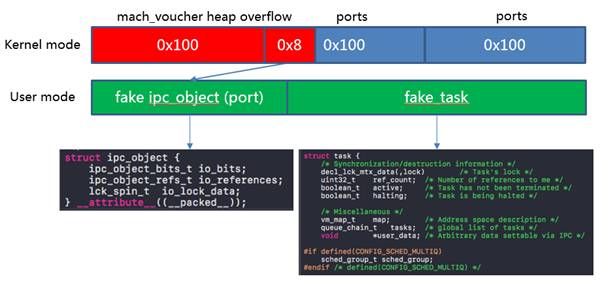 mach_voucher heap overflow ports ports
Kernel mode 0x100 0x8 0x100 0x100
User mode fake ipc_object (port) fake_task
struct ipc_object {
ipc_object_bits_t io_bits;
ipc_object_refs_t io_references;
lck_spin_t io_lock_data;
} __attribute__((__packed__));
struct task {
/* Synchronization/destruction information */
decl_lck_mtx_data(,lock) /* Task's lock */
uint32_t ref_count; /* Number of references to me */
boolean_t active; /* Task has not been terminated */
boolean_t halting; /* Task is being halted */
/* Miscellaneous */
vm_map_t map; /* Address space description */
queue_chain_t tasks; /* global list of tasks */
void *user_data; /* Arbitrary data settable via IPC */
#if defined(CONFIG_SCHED_MULTIQ)
sched_group_t sched_group;
#endif /* defined(CONFIG_SCHED_MULTIQ) */